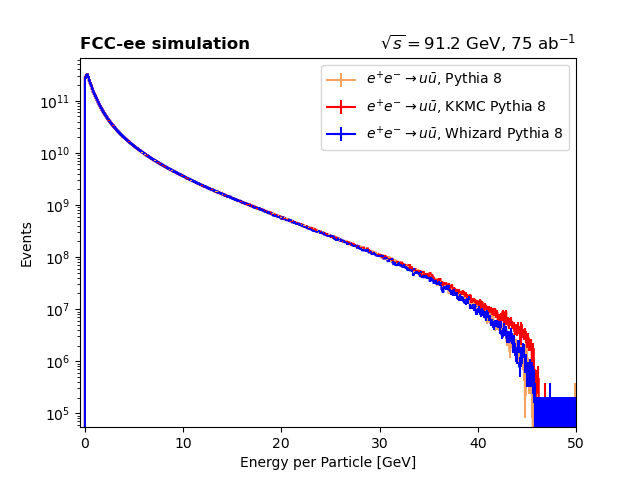 FCC-ee simulation
√s = 91.2 GeV, 75 ab⁻¹
e⁺e⁻ → uū, Pythia 8
e⁺e⁻ → uū, KKMC Pythia 8
e⁺e⁻ → uū, Whizard Pythia 8
Events
10¹¹
10¹⁰
10⁹
10⁸
10⁷
10⁶
10⁵
0 10 20 30 40 50
Energy per Particle [GeV]